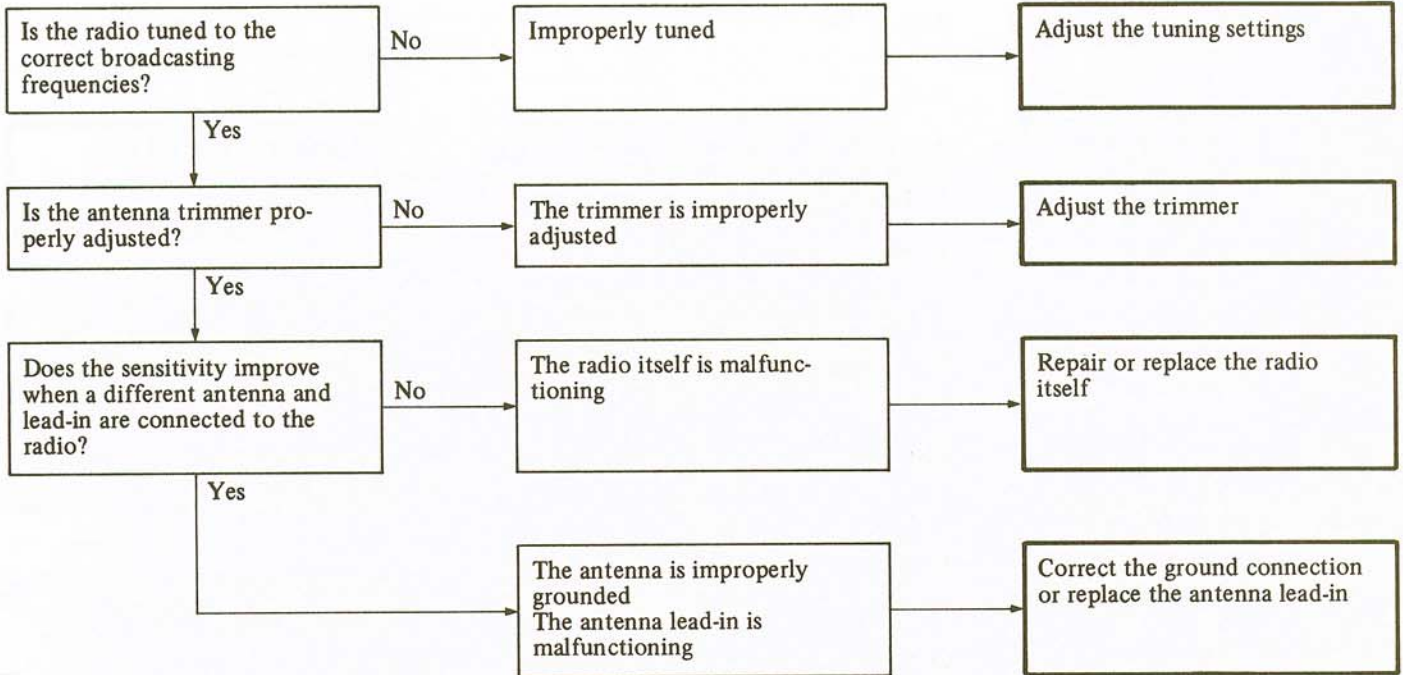 Is the radio tuned to the
correct broadcasting
frequencies?
No
Improperly tuned
Adjust the tuning settings
Yes
Is the antenna trimmer pro-
perly adjusted?
No
The trimmer is improperly
adjusted
Adjust the trimmer
Yes
Does the sensitivity improve
when a different antenna and
lead-in are connected to the
radio?
No
The radio itself is malfunc-
tioning
Repair or replace the radio
itself
Yes
The antenna is improperly
grounded
The antenna lead-in is
malfunctioning
Correct the ground connection
or replace the antenna lead-in